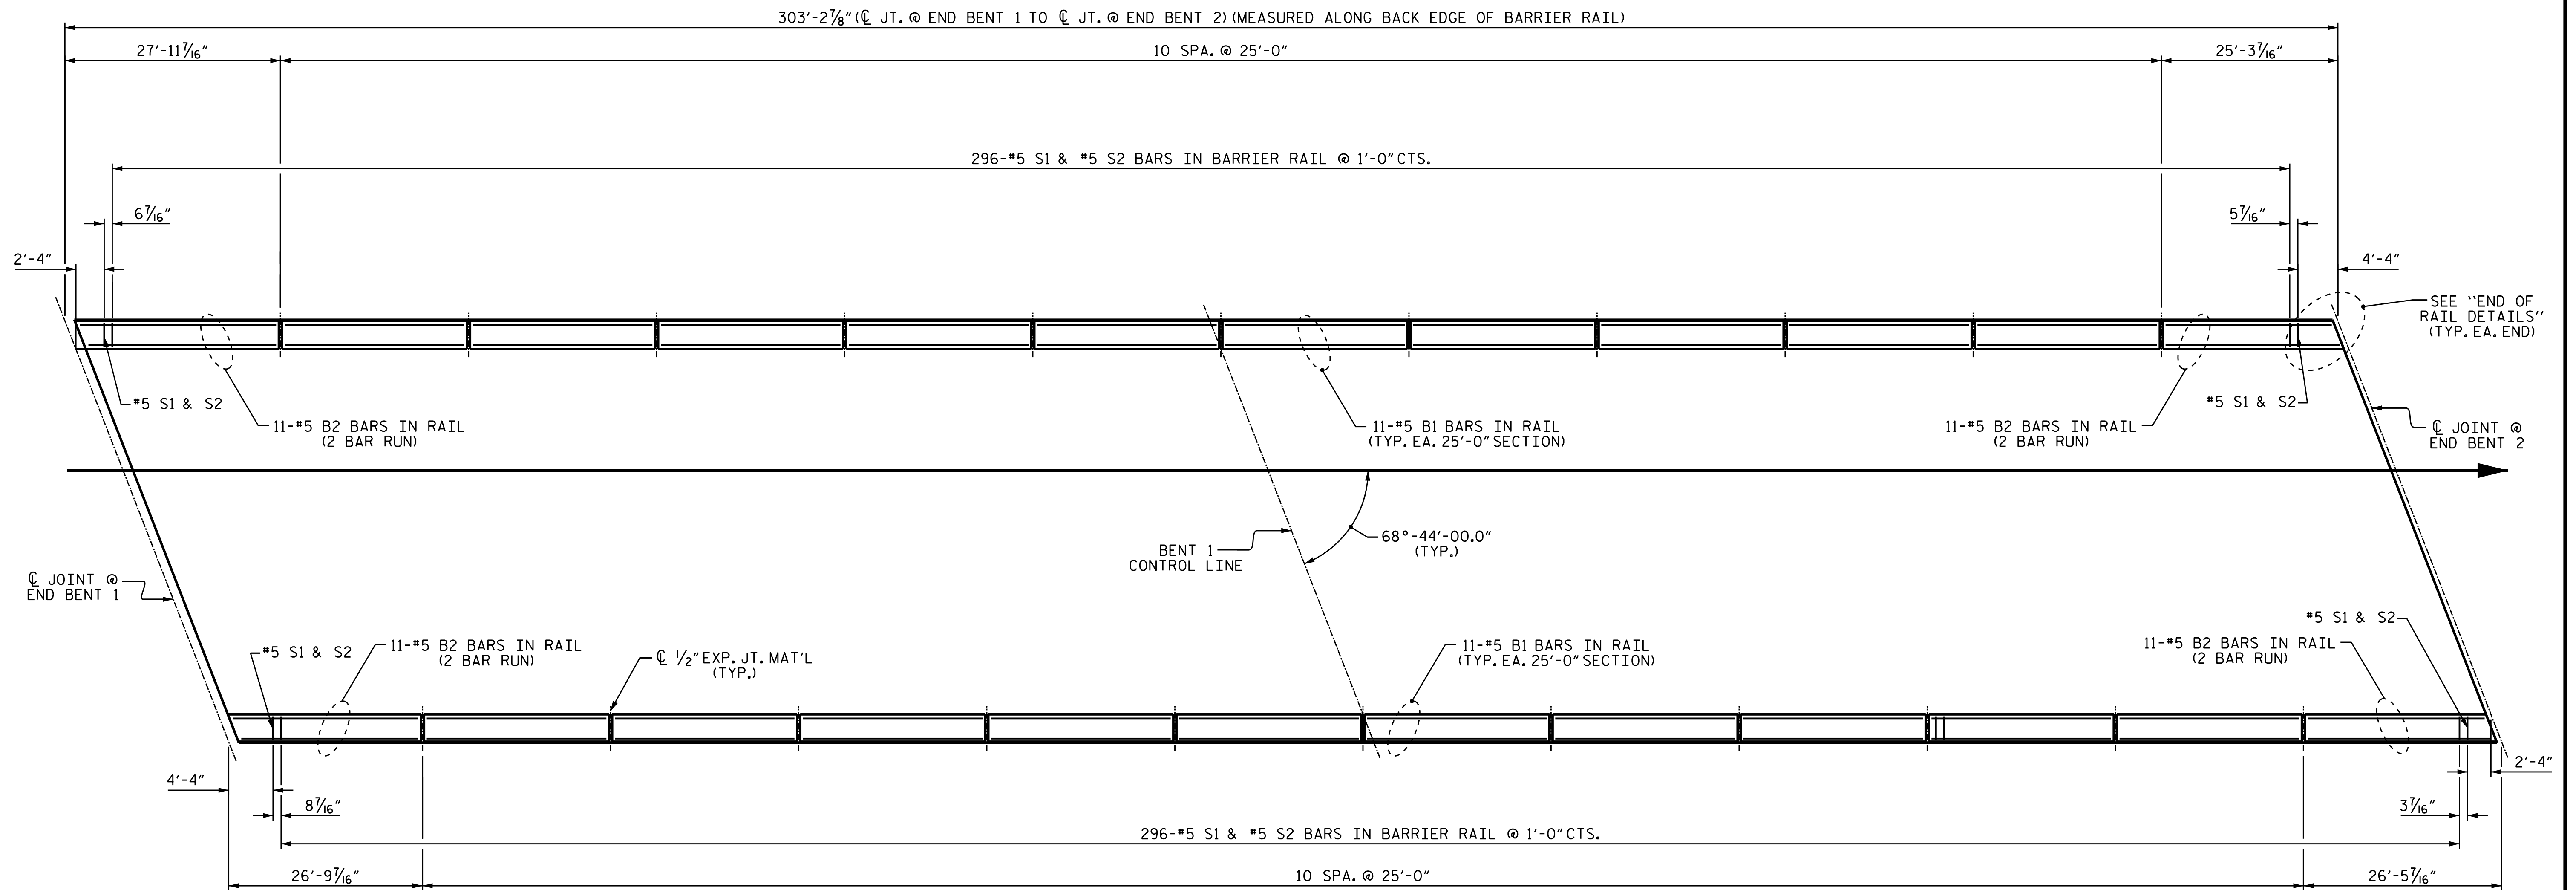 303'-2⅞" (℄ JT. @ END BENT 1 TO ℄ JT. @ END BENT 2) (MEASURED ALONG BACK EDGE OF BARRIER RAIL)
27'-11⁷⁄₁₆"
10 SPA. @ 25'-0"
25'-3⁷⁄₁₆"
296-#5 S1 & #5 S2 BARS IN BARRIER RAIL @ 1'-0" CTS.
6⁷⁄₁₆"
5⁷⁄₁₆"
2'-4"
4'-4"
SEE "END OF
RAIL DETAILS"
(TYP. EA. END)
#5 S1 & S2
11-#5 B2 BARS IN RAIL
(2 BAR RUN)
11-#5 B1 BARS IN RAIL
(TYP. EA. 25'-0" SECTION)
11-#5 B2 BARS IN RAIL
(2 BAR RUN)
#5 S1 & S2
℄ JOINT @
END BENT 2
68°-44'-00.0"
(TYP.)
BENT 1
CONTROL LINE
℄ JOINT @
END BENT 1
#5 S1 & S2
11-#5 B2 BARS IN RAIL
(2 BAR RUN)
℄ ½" EXP. JT. MAT'L
(TYP.)
11-#5 B1 BARS IN RAIL
(TYP. EA. 25'-0" SECTION)
11-#5 B2 BARS IN RAIL
(2 BAR RUN)
#5 S1 & S2
4'-4"
2'-4"
8⁷⁄₁₆"
3⁷⁄₁₆"
296-#5 S1 & #5 S2 BARS IN BARRIER RAIL @ 1'-0" CTS.
26'-9⁷⁄₁₆"
10 SPA. @ 25'-0"
26'-5⁷⁄₁₆"